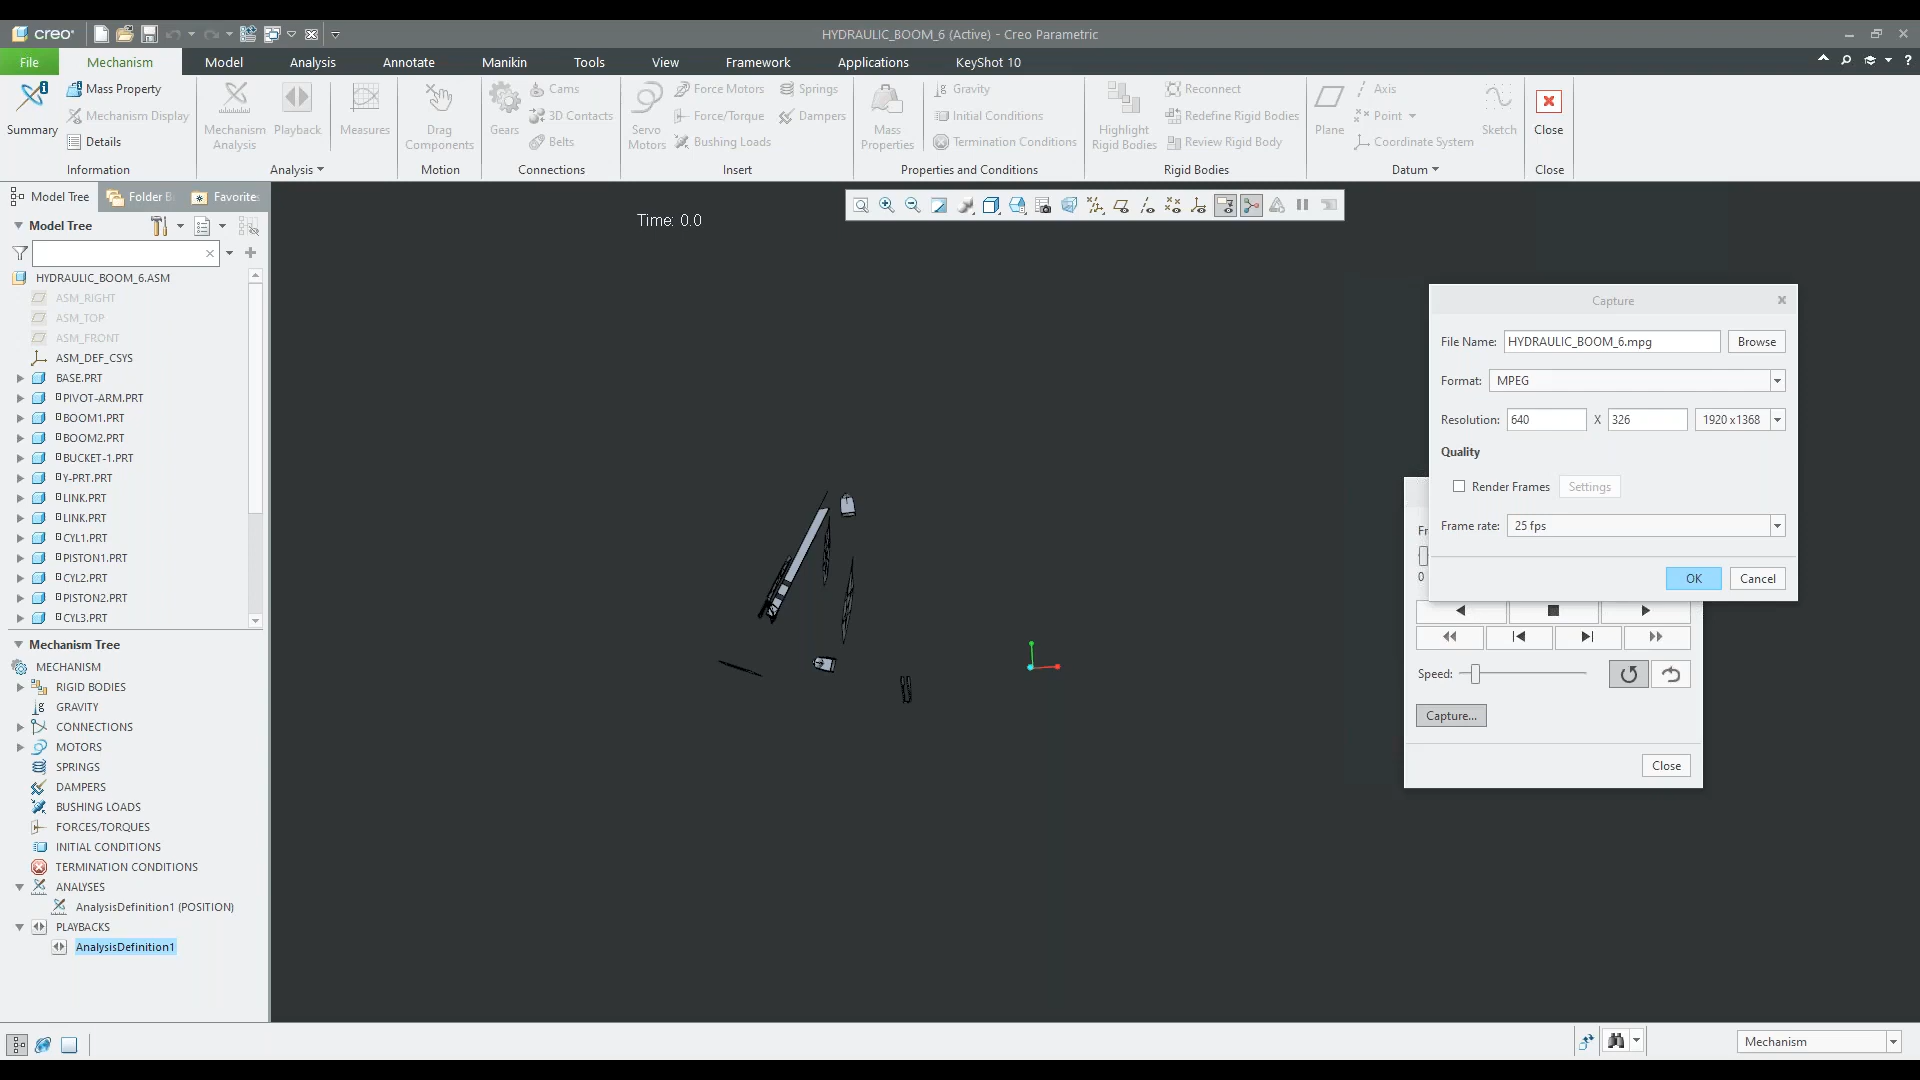 creo
HYDRAULIC_BOOM_6 (Active) - Creo Parametric
File
Mechanism
Model
Analysis
Annotate
Manikin
Tools
View
Framework
Applications
KeyShot 10
Summary
Mass Property
Mechanism Display
Details
Information
Mechanism
Analysis
Playback
Measures
Analysis
Drag
Components
Motion
Gears
Cams
3D Contacts
Belts
Connections
Servo
Motors
Force Motors
Force/Torque
Bushing Loads
Springs
Dampers
Insert
Mass
Properties
Gravity
Initial Conditions
Termination Conditions
Properties and Conditions
Highlight
Rigid Bodies
Reconnect
Redefine Rigid Bodies
Review Rigid Body
Rigid Bodies
Plane
Axis
Point
Coordinate System
Sketch
Datum
Close
Close
Model Tree
Folder B
Favorites
Model Tree
HYDRAULIC_BOOM_6.ASM
ASM_RIGHT
ASM_TOP
ASM_FRONT
ASM_DEF_CSYS
BASE.PRT
PIVOT-ARM.PRT
BOOM1.PRT
BOOM2.PRT
BUCKET-1.PRT
Y-PRT.PRT
LINK.PRT
LINK.PRT
CYL1.PRT
PISTON1.PRT
CYL2.PRT
PISTON2.PRT
CYL3.PRT
Mechanism Tree
MECHANISM
RIGID BODIES
GRAVITY
CONNECTIONS
MOTORS
SPRINGS
DAMPERS
BUSHING LOADS
FORCES/TORQUES
INITIAL CONDITIONS
TERMINATION CONDITIONS
ANALYSES
AnalysisDefinition1 (POSITION)
PLAYBACKS
AnalysisDefinition1
Time: 0.0
Capture
File Name: HYDRAULIC_BOOM_6.mpg Browse
Format: MPEG
Resolution: 640 X 326 1920 x1368
Quality
Render Frames Settings
Frame rate: 25 fps
OK Cancel
Fr
0
Speed:
Capture...
Close
Mechanism